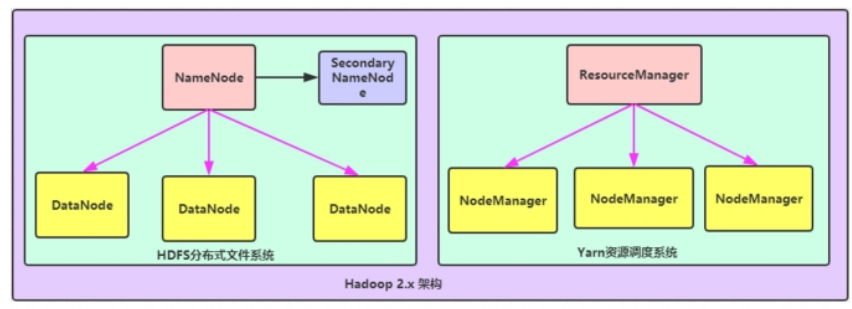 NameNode
Secondary
NameNod
e
DataNode
DataNode
DataNode
HDFS分布式文件系统
ResourceManager
NodeManager
NodeManager
NodeManager
Yarn资源调度系统
Hadoop 2.x 架构